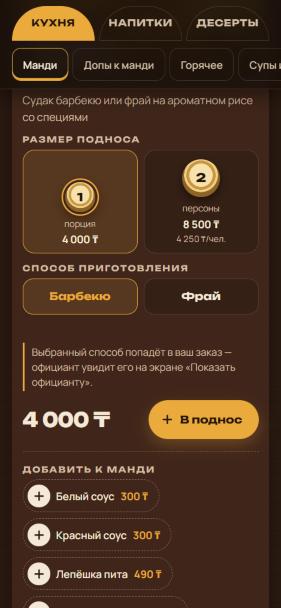 КУХНЯ НАПИТКИ ДЕСЕРТЫ
Манди Допы к манди Горячее Супы и
Судак барбекю или фрай на ароматном рисе
со специями
РАЗМЕР ПОДНОСА
1 2
порция персоны
4 000 ₸ 8 500 ₸
4 250 ₸/чел.
СПОСОБ ПРИГОТОВЛЕНИЯ
Барбекю Фрай
Выбранный способ попадёт в ваш заказ —
официант увидит его на экране «Показать
официанту».
4 000 ₸ + В поднос
ДОБАВИТЬ К МАНДИ
+ Белый соус 300 ₸
+ Красный соус 300 ₸
+ Лепёшка пита 490 ₸